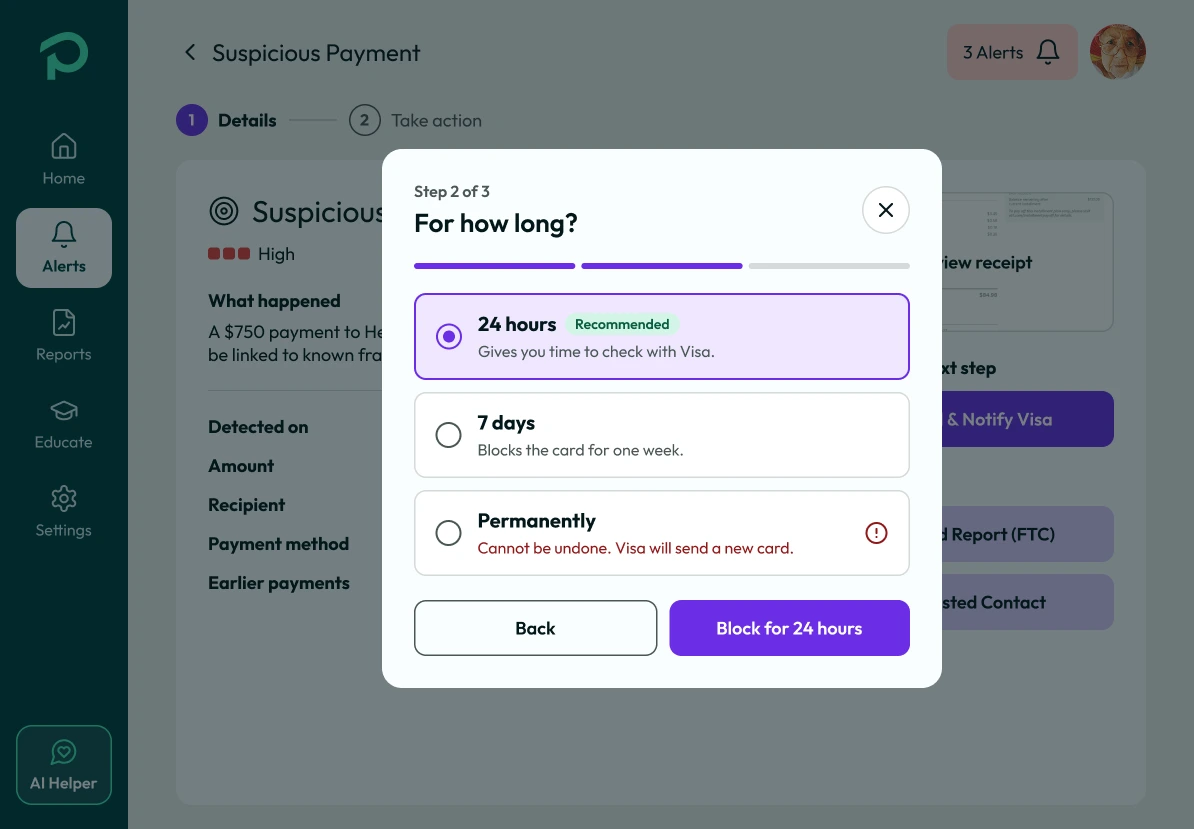 Suspicious Payment
3 Alerts
1 Details
2 Take action
Home
Alerts
Reports
Educate
Settings
AI Helper
Suspicious
High
What happened
A $750 payment to He
be linked to known fra
Detected on
Amount
Recipient
Payment method
Earlier payments
iew receipt
$94.98
xt step
& Notify Visa
d Report (FTC)
sted Contact
Step 2 of 3
For how long?
24 hours Recommended
Gives you time to check with Visa.
7 days
Blocks the card for one week.
Permanently
Cannot be undone. Visa will send a new card.
Back
Block for 24 hours